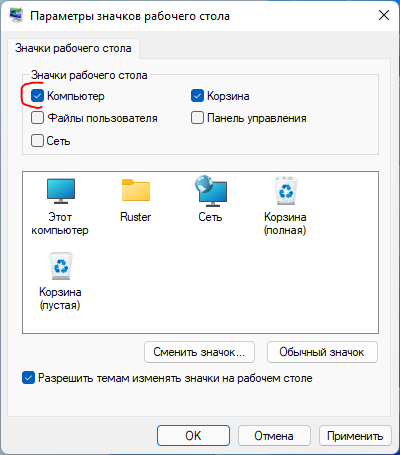 Параметры значков рабочего стола
Значки рабочего стола
Значки рабочего стола
Компьютер
Корзина
Файлы пользователя
Панель управления
Сеть
Этот компьютер
Ruster
Сеть
Корзина (полная)
Корзина (пустая)
Сменить значок...
Обычный значок
Разрешить темам изменять значки на рабочем столе
OK
Отмена
Применить